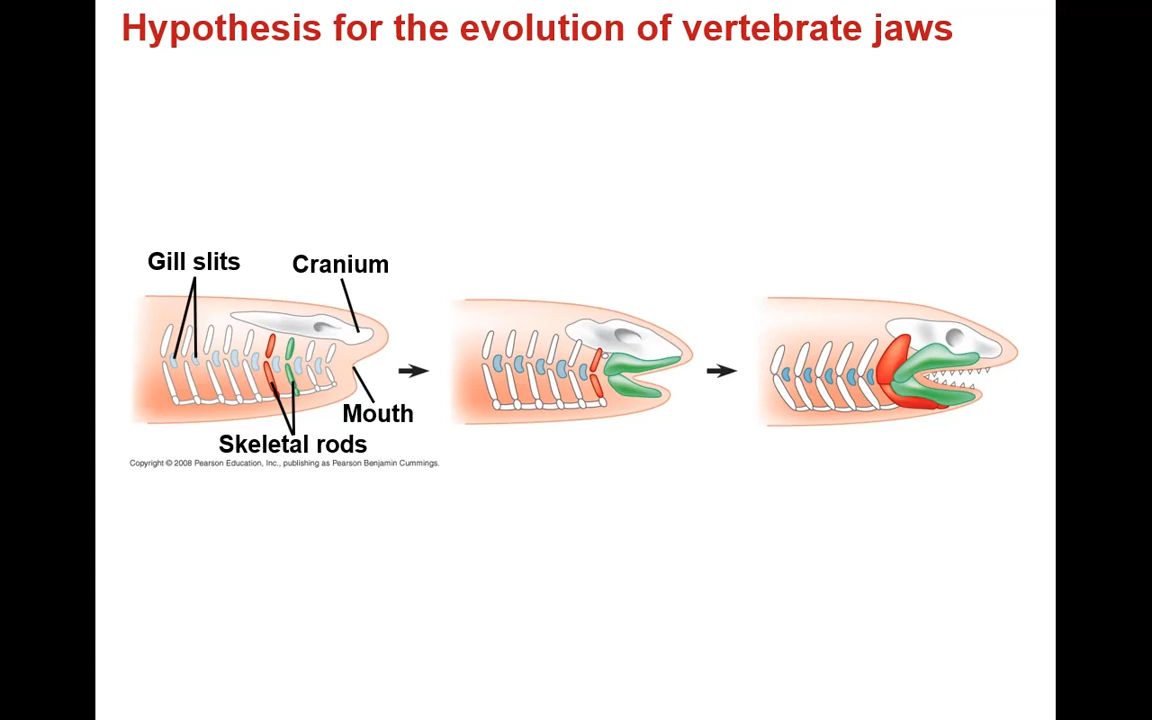 Hypothesis for the evolution of vertebrate jaws
Gill slits
Cranium
Mouth
Skeletal rods
Copyright © 2008 Pearson Education, Inc., publishing as Pearson Benjamin Cummings.